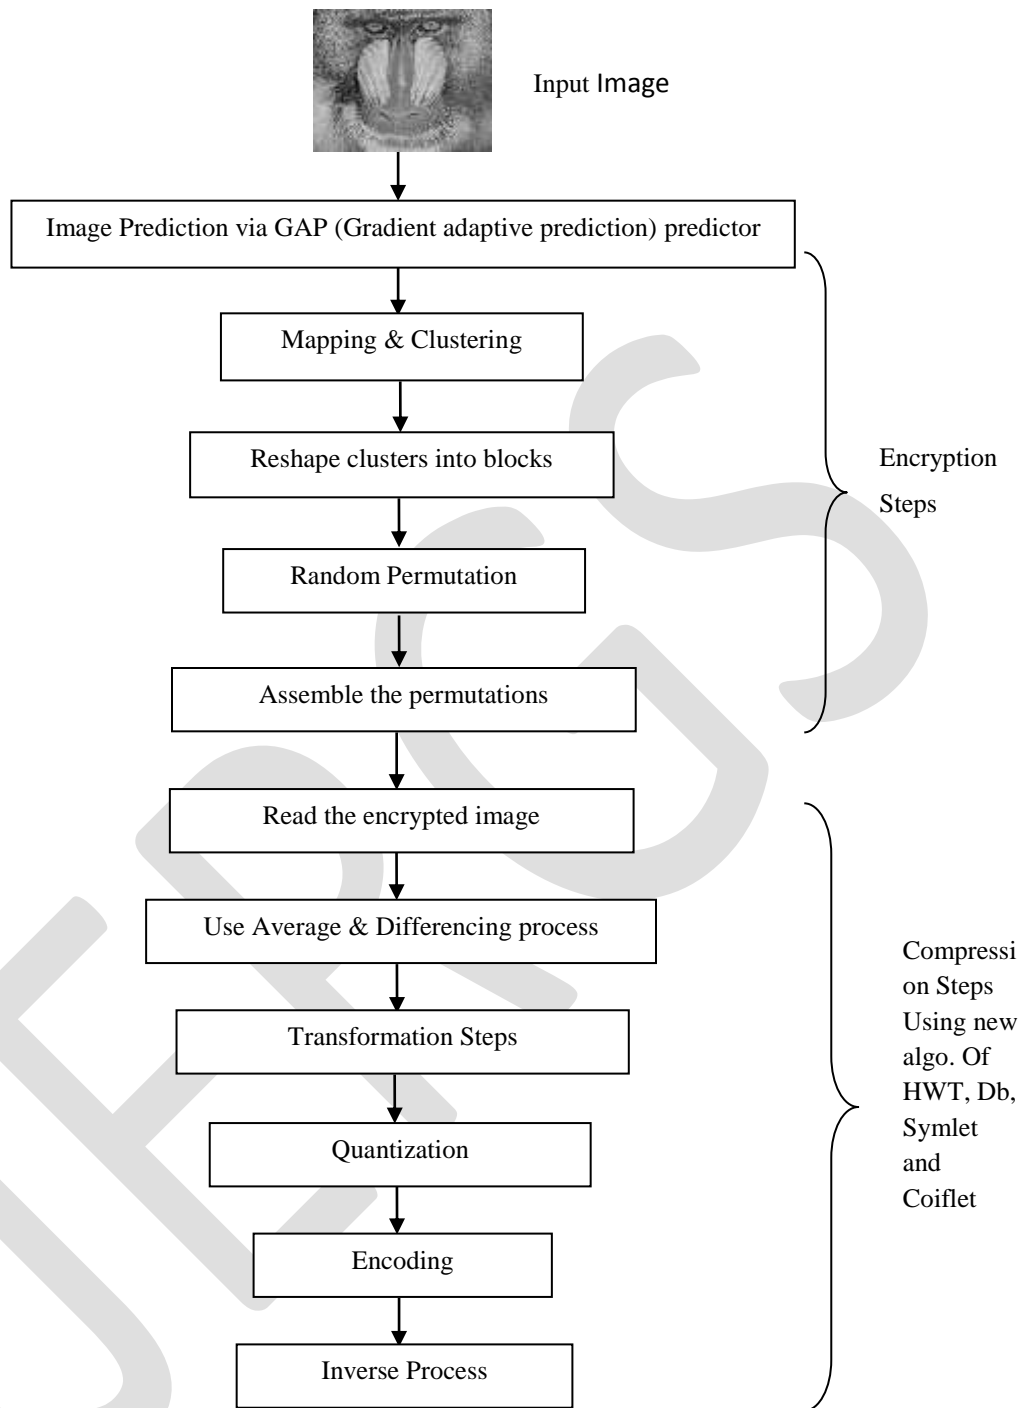 Input Image
Image Prediction via GAP (Gradient adaptive prediction) predictor
Mapping & Clustering
Reshape clusters into blocks
Random Permutation
Assemble the permutations
Encryption
Steps
Read the encrypted image
Use Average & Differencing process
Transformation Steps
Quantization
Encoding
Inverse Process
Compressi
on Steps
Using new
algo. Of
HWT, Db,
Symlet
and
Coiflet
IJERGS